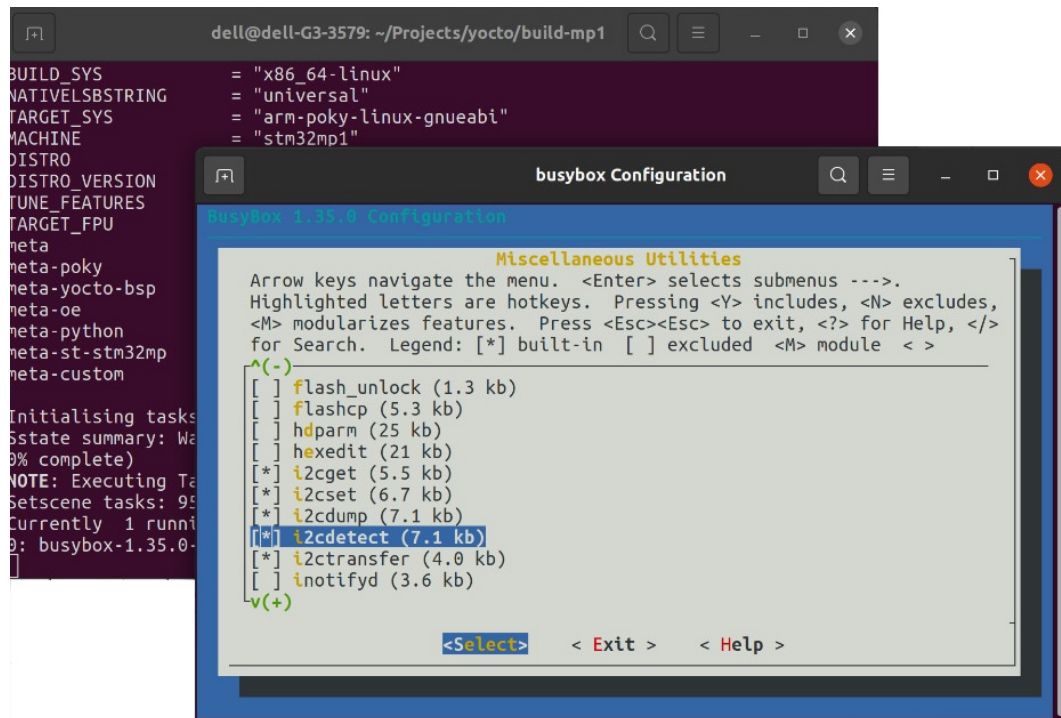 dell@dell-G3-3579: ~/Projects/yocto/build-mp1
BUILD_SYS = "x86_64-linux"
NATIVELSBSTRING = "universal"
TARGET_SYS = "arm-poky-linux-gnueabi"
MACHINE = "stm32mp1"
DISTRO
DISTRO_VERSION
TUNE_FEATURES
TARGET_FPU
meta
meta-poky
meta-yocto-bsp
meta-oe
meta-python
meta-st-stm32mp
meta-custom
Initialising tasks
Sstate summary: Wa
0% complete)
NOTE: Executing Ta
Setscene tasks: 95
Currently 1 runni
0: busybox-1.35.0-
busybox Configuration
BusyBox 1.35.0 Configuration
Miscellaneous Utilities
Arrow keys navigate the menu. <Enter> selects submenus --->.
Highlighted letters are hotkeys. Pressing <Y> includes, <N> excludes,
<M> modularizes features. Press <Esc><Esc> to exit, <?> for Help, </>
for Search. Legend: [*] built-in [ ] excluded <M> module < >
^(-)
[ ] flash_unlock (1.3 kb)
[ ] flashcp (5.3 kb)
[ ] hdparm (25 kb)
[ ] hexedit (21 kb)
[*] i2cget (5.5 kb)
[*] i2cset (6.7 kb)
[*] i2cdump (7.1 kb)
[*] i2cdetect (7.1 kb)
[*] i2ctransfer (4.0 kb)
[ ] inotifyd (3.6 kb)
v(+)
<Select> < Exit > < Help >